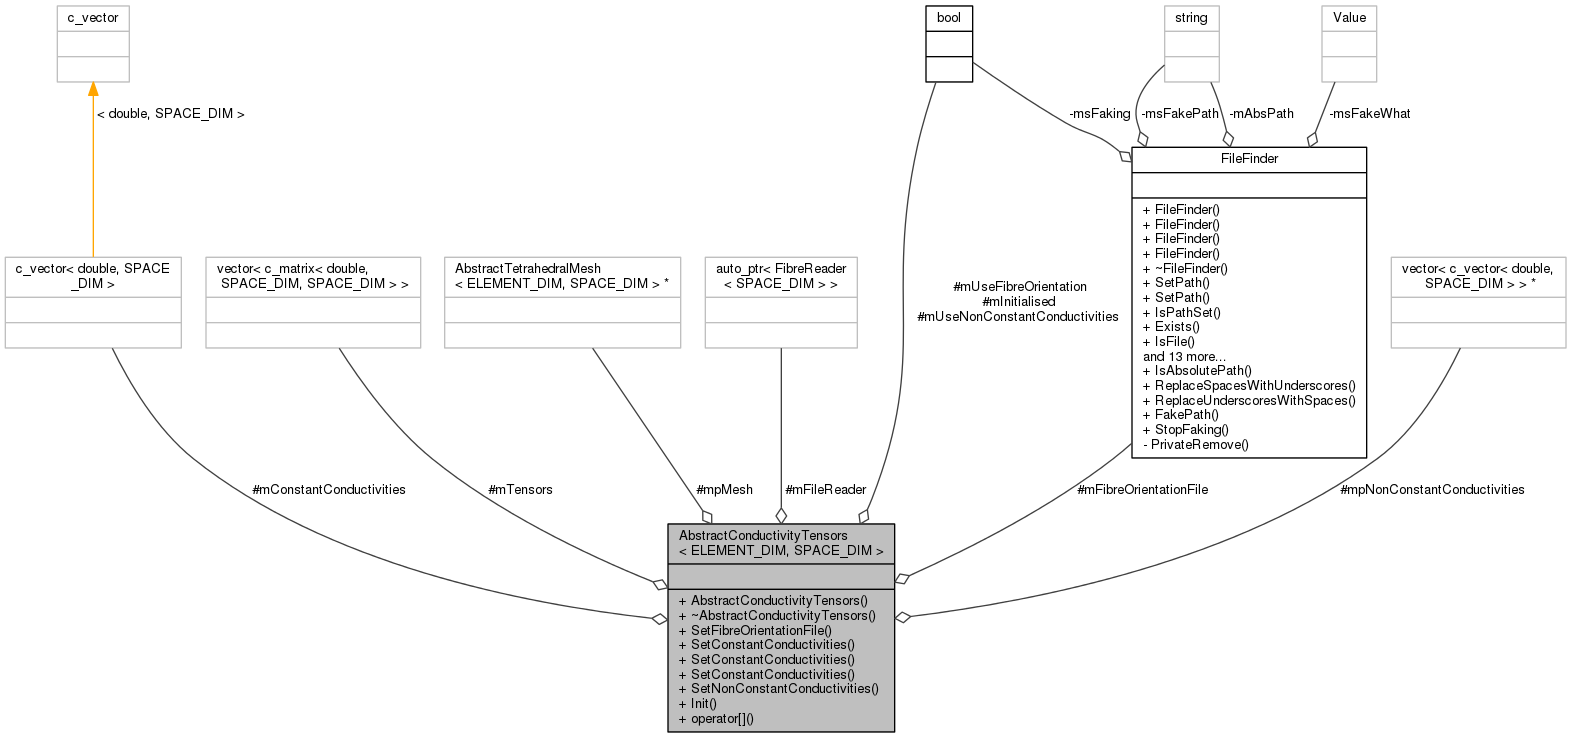 c_vector
bool
string
Value
< double, SPACE_DIM >
-msFaking
-msFakePath
-mAbsPath
-msFakeWhat
FileFinder
+ FileFinder()
+ FileFinder()
+ FileFinder()
+ FileFinder()
+ ~FileFinder()
+ SetPath()
+ SetPath()
+ IsPathSet()
+ Exists()
+ IsFile()
and 13 more...
+ IsAbsolutePath()
+ ReplaceSpacesWithUnderscores()
+ ReplaceUnderscoresWithSpaces()
+ FakePath()
+ StopFaking()
- PrivateRemove()
c_vector< double, SPACE
_DIM >
vector< c_matrix< double,
SPACE_DIM, SPACE_DIM > >
AbstractTetrahedralMesh
< ELEMENT_DIM, SPACE_DIM > *
auto_ptr< FibreReader
< SPACE_DIM > >
#mUseFibreOrientation
#mInitialised
#mUseNonConstantConductivities
vector< c_vector< double,
SPACE_DIM > > *
#mConstantConductivities
#mTensors
#mpMesh
#mFileReader
#mFibreOrientationFile
#mpNonConstantConductivities
AbstractConductivityTensors
< ELEMENT_DIM, SPACE_DIM >
+ AbstractConductivityTensors()
+ ~AbstractConductivityTensors()
+ SetFibreOrientationFile()
+ SetConstantConductivities()
+ SetConstantConductivities()
+ SetConstantConductivities()
+ SetNonConstantConductivities()
+ Init()
+ operator[]()